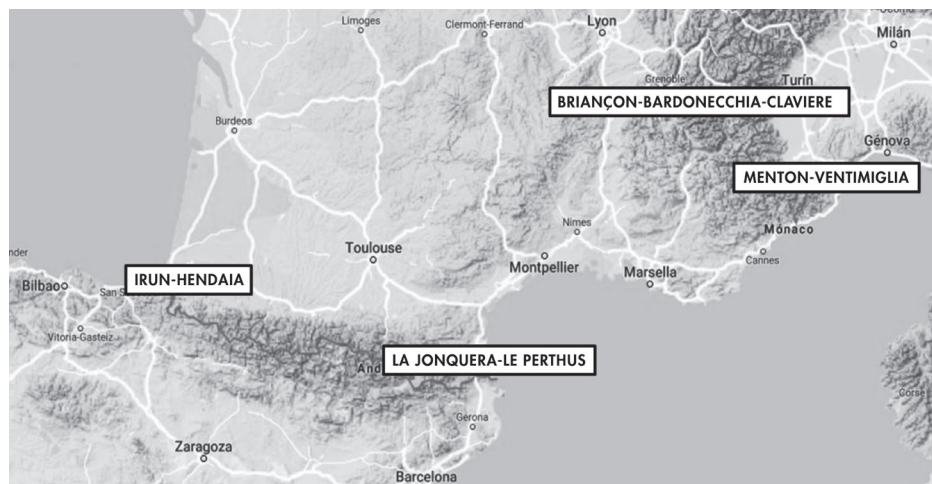 Limoges
Clermont-Ferrand
Lyon
Milán
Grenoble
Turín
BRIANÇON-BARDONECCHIA-CLAVIERE
Burdeos
Génova
MENTON-VENTIMIGLIA
Nimes
Mónaco
Toulouse
nder
Cannes
Montpellier
Marsella
IRUN-HENDAIA
Bilbao
San S
Vitoria-Gasteiz
LA JONQUERA-LE PERTHUS
And
Corse
Gerona
Zaragoza
Barcelona